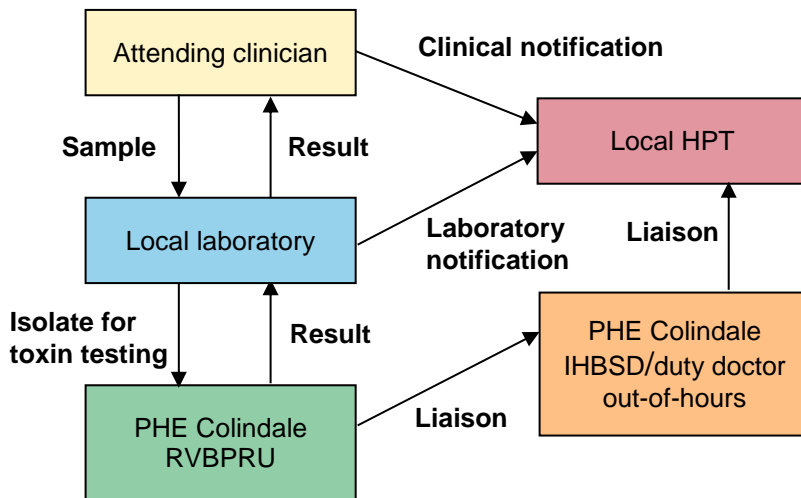 Attending clinician
Clinical notification
Sample
Result
Local HPT
Local laboratory
Laboratory
notification
Liaison
Isolate for
toxin testing
Result
PHE Colindale
IHBSD/duty doctor
out-of-hours
PHE Colindale
RVBPRU
Liaison